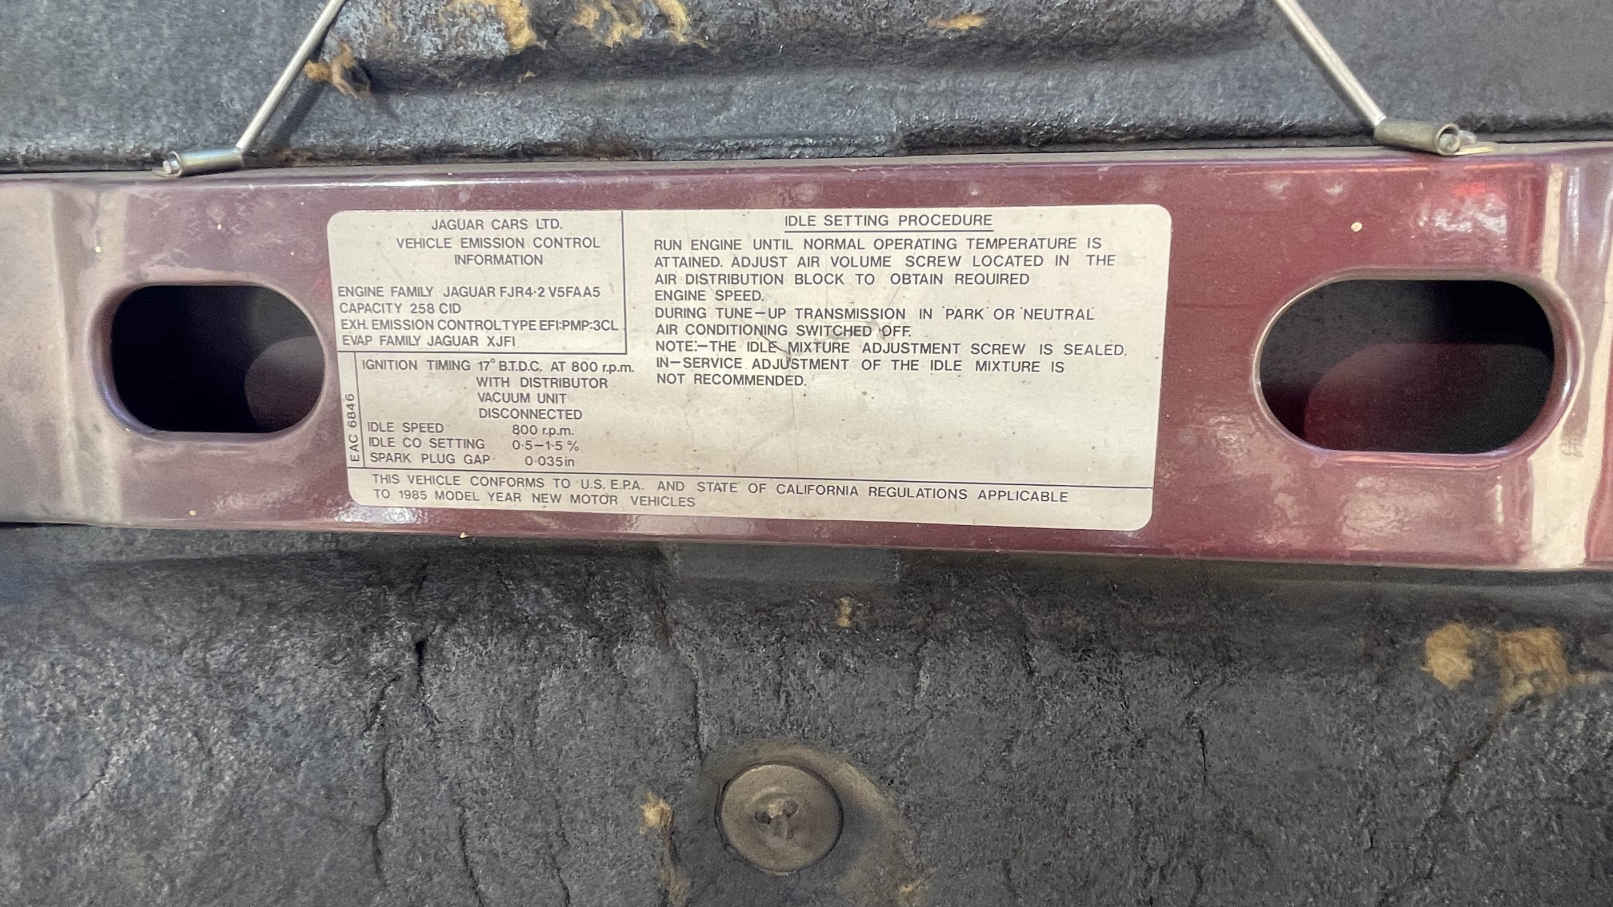 JAGUAR CARS LTD.
VEHICLE EMISSION CONTROL
INFORMATION
ENGINE FAMILY JAGUAR FJR4·2 V5FAA5
CAPACITY 258 CID
EXH. EMISSION CONTROL TYPE EFI:PMP:3CL
EVAP FAMILY JAGUAR XJFI
IGNITION TIMING 17° B.T.D.C. AT 800 r.p.m.
WITH DISTRIBUTOR
VACUUM UNIT
DISCONNECTED
IDLE SPEED 800 r.p.m.
IDLE CO SETTING 0·5–1·5 %
SPARK PLUG GAP 0·035in
EAC 6846
IDLE SETTING PROCEDURE
RUN ENGINE UNTIL NORMAL OPERATING TEMPERATURE IS
ATTAINED. ADJUST AIR VOLUME SCREW LOCATED IN THE
AIR DISTRIBUTION BLOCK TO OBTAIN REQUIRED
ENGINE SPEED.
DURING TUNE–UP TRANSMISSION IN 'PARK' OR 'NEUTRAL'
AIR CONDITIONING SWITCHED OFF.
NOTE:–THE IDLE MIXTURE ADJUSTMENT SCREW IS SEALED.
IN–SERVICE ADJUSTMENT OF THE IDLE MIXTURE IS
NOT RECOMMENDED.
THIS VEHICLE CONFORMS TO U.S. E.P.A. AND STATE OF CALIFORNIA REGULATIONS APPLICABLE
TO 1985 MODEL YEAR NEW MOTOR VEHICLES